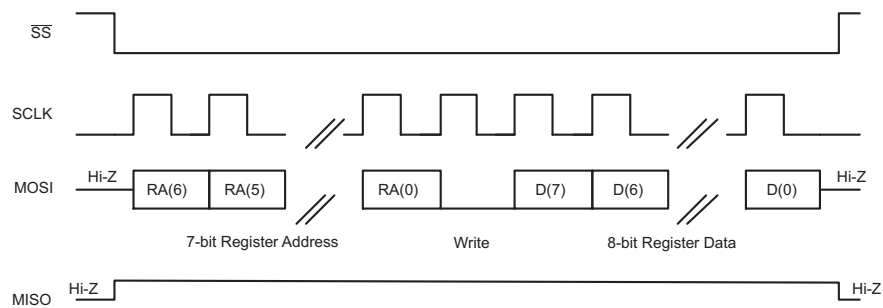 SS
SCLK
Hi-Z Hi-Z
MOSI RA(6) RA(5) RA(0) D(7) D(6) D(0)
7-bit Register Address Write 8-bit Register Data
Hi-Z Hi-Z
MISO